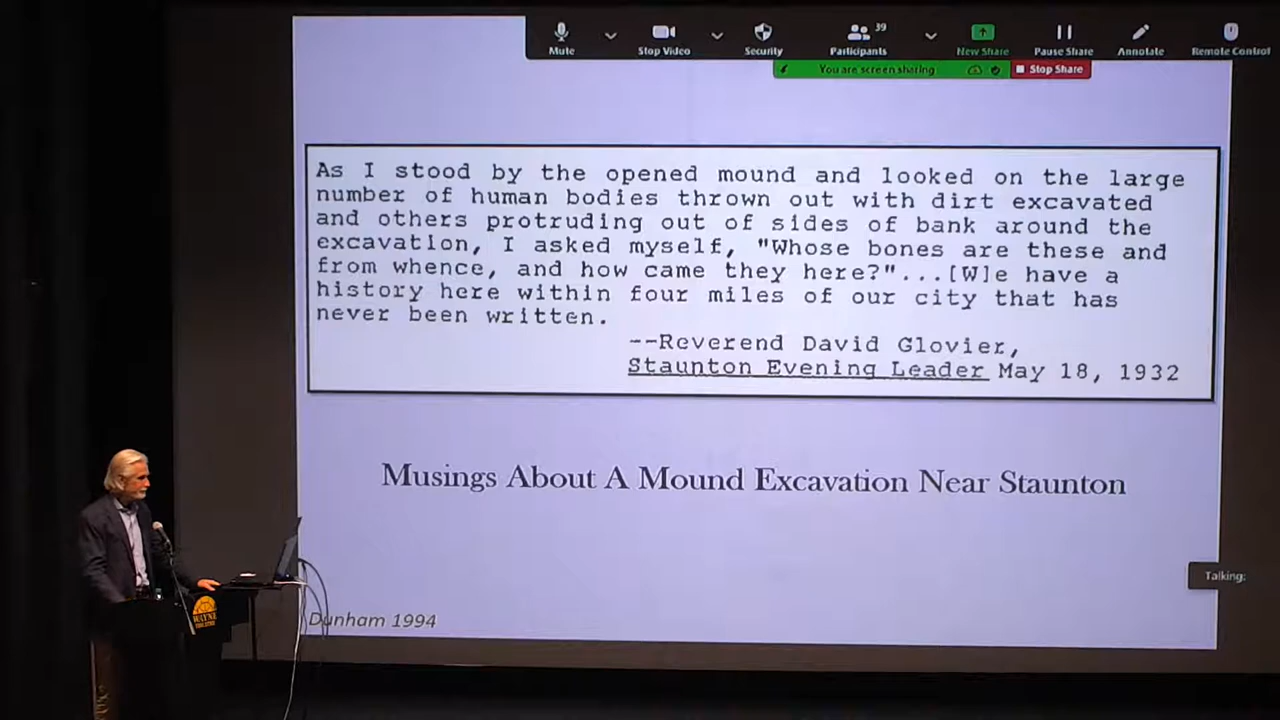 39
Mute
Stop Video
Security
Participants
New Share
Pause Share
Annotate
Remote Control
You are screen sharing
Stop Share
As I stood by the opened mound and looked on the large
number of human bodies thrown out with dirt excavated
and others protruding out of sides of bank around the
excavation, I asked myself, "Whose bones are these and
from whence, and how came they here?"...[W]e have a
history here within four miles of our city that has
never been written.
--Reverend David Glovier,
Staunton Evening Leader May 18, 1932
Musings About A Mound Excavation Near Staunton
Talking:
WAYNE
THEATRE
Dunham 1994